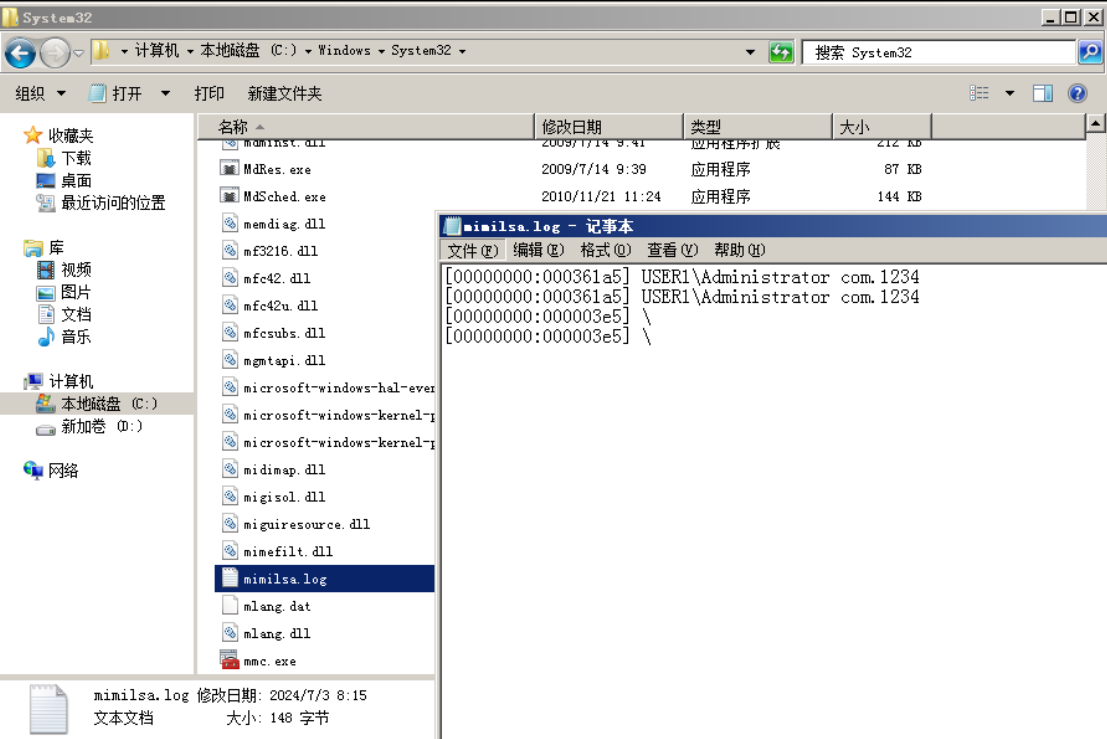 System32
计算机 本地磁盘 (C:) Windows System32
搜索 System32
组织 打开 打印 新建文件夹
名称 修改日期 类型 大小
收藏夹
下载
桌面
最近访问的位置
库
视频
图片
文档
音乐
计算机
本地磁盘 (C:)
新加卷 (D:)
网络
mdminst.dll 2009/7/14 9:41 应用程序扩展 212 KB
MdRes.exe 2009/7/14 9:39 应用程序 87 KB
MdSched.exe 2010/11/21 11:24 应用程序 144 KB
memdiag.dll
mf3216.dll
mfc42.dll
mfc42u.dll
mfcsubs.dll
mgmtapi.dll
microsoft-windows-hal-ever
microsoft-windows-kernel-p
microsoft-windows-kernel-p
midimap.dll
migisol.dll
miguiresource.dll
mimefilt.dll
mimilsa.log
mlang.dat
mlang.dll
mmc.exe
mimilsa.log - 记事本
文件(F) 编辑(E) 格式(O) 查看(V) 帮助(H)
[00000000:000361a5] USER1\Administrator com.1234
[00000000:000361a5] USER1\Administrator com.1234
[00000000:000003e5] \
[00000000:000003e5] \
mimilsa.log 修改日期: 2024/7/3 8:15
文本文档 大小: 148 字节